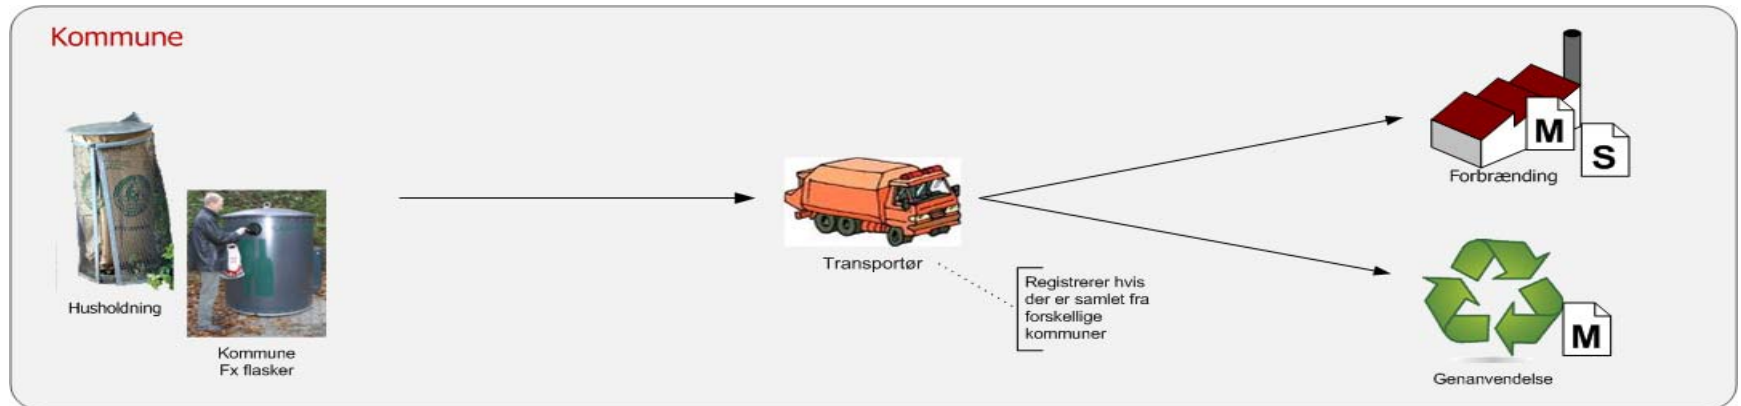 Kommune
Husholdning
Kommune
Fx flasker
Transportør
Registrerer hvis
der er samlet fra
forskellige
kommuner
M
S
Forbrænding
M
Genanvendelse